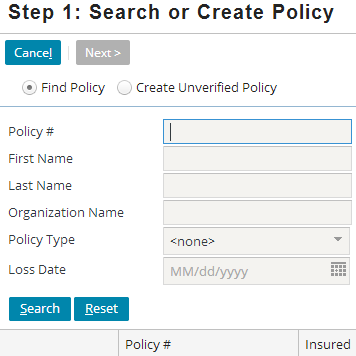 Step 1: Search or Create Policy
Cancel Next >
Find Policy Create Unverified Policy
Policy #
First Name
Last Name
Organization Name
Policy Type <none>
Loss Date MM/dd/yyyy
Search Reset
Policy # Insured